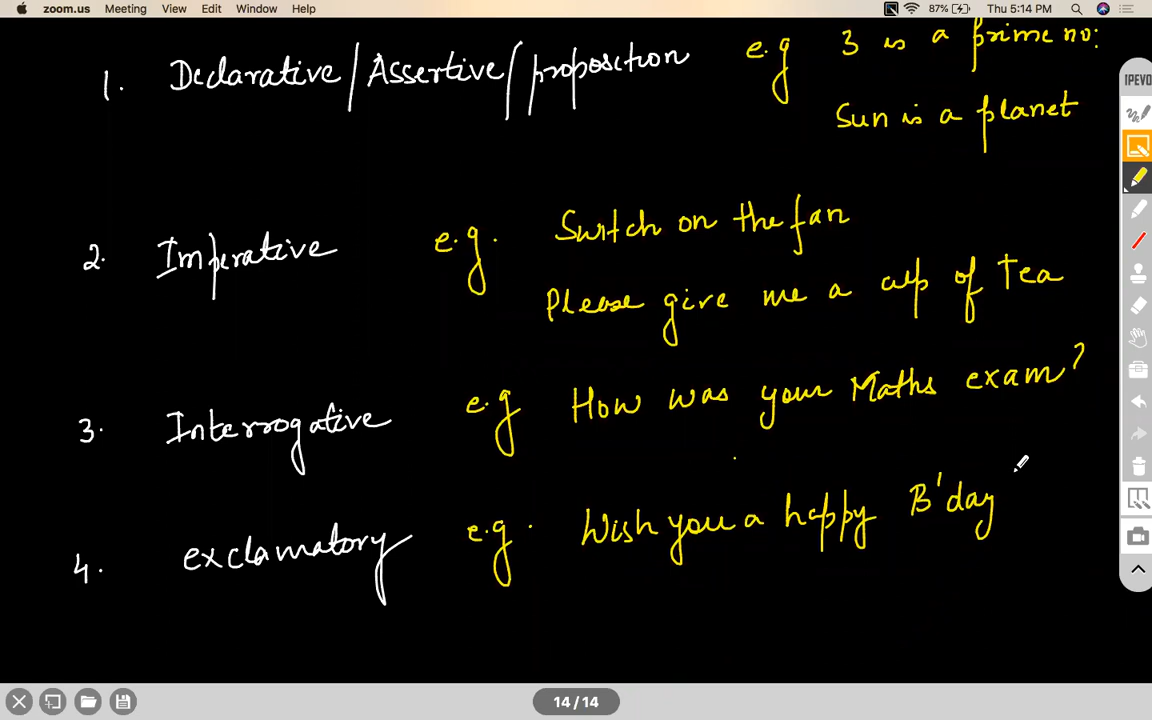 zoom.us Meeting View Edit Window Help 87% Thu 5:14 PM
1. Declarative/Assertive/proposition e.g 3 is a prime no:
Sun is a planet
IPEVO
2. Imperative e.g. Switch on the fan
Please give me a cup of tea
3. Interrogative e.g How was your Maths exam?
4. exclamatory e.g. Wish you a happy B'day
14 / 14